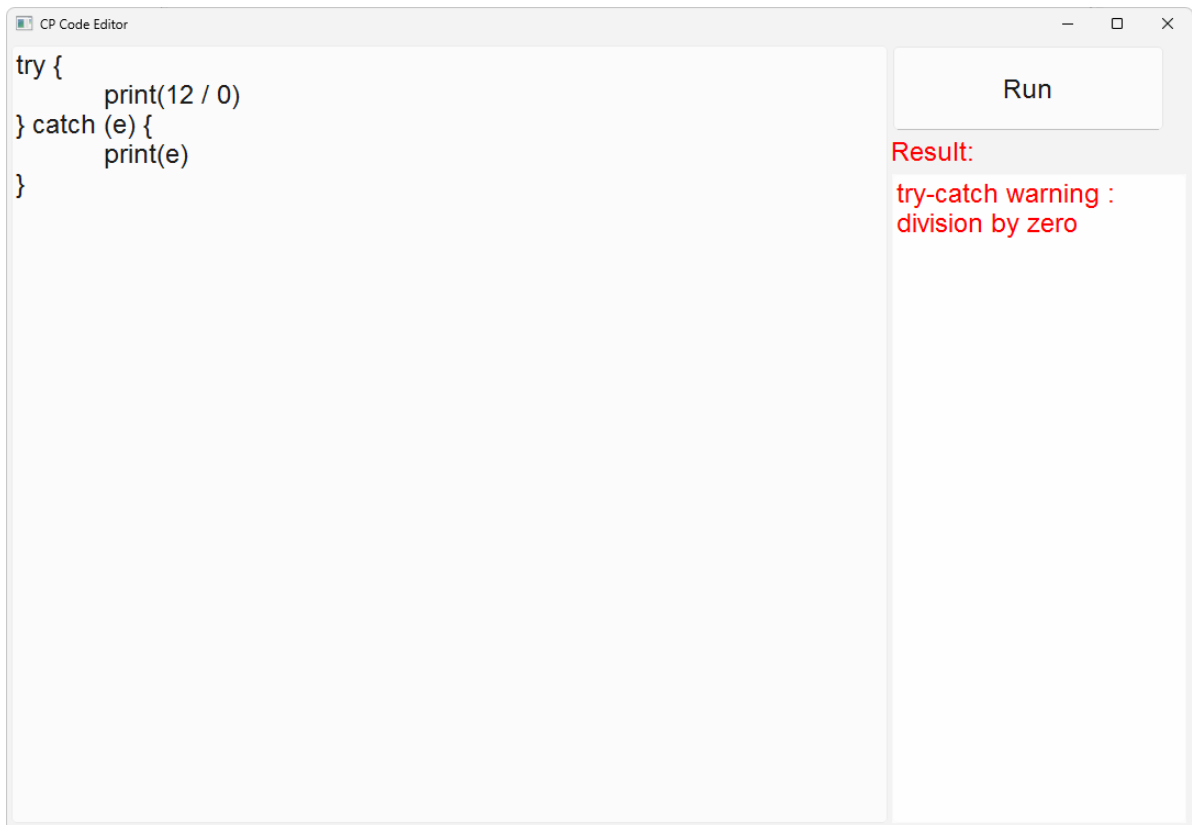 CP Code Editor
try {
print(12 / 0)
} catch (e) {
print(e)
}
Run
Result:
try-catch warning :
division by zero